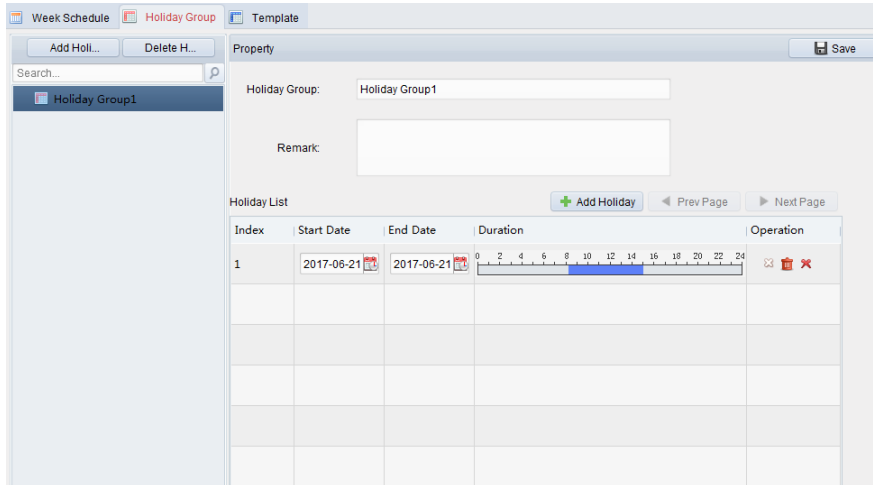 Week Schedule Holiday Group Template
Add Holi... Delete H... Property Save
Search...
Holiday Group1
Holiday Group: Holiday Group1
Remark:
Holiday List Add Holiday Prev Page Next Page
Index Start Date End Date Duration Operation
0 2 4 6 8 10 12 14 16 18 20 22 24
1 2017-06-21 2017-06-21